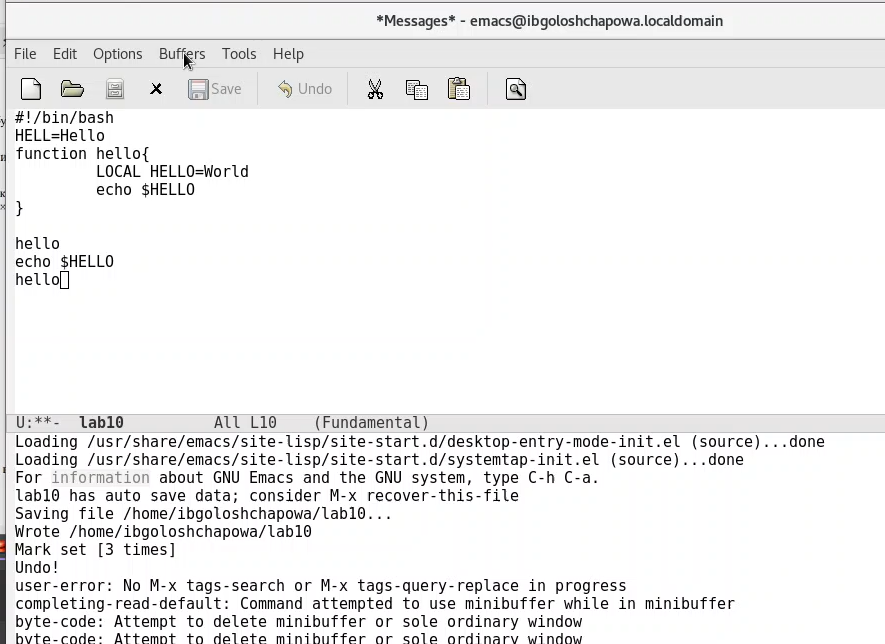 *Messages* - emacs@ibgoloshchapowa.localdomain
File Edit Options Buffers Tools Help
Save Undo
#!/bin/bash
HELL=Hello
function hello{
LOCAL HELLO=World
echo $HELLO
}
hello
echo $HELLO
hello
U:**- lab10 All L10 (Fundamental)
Loading /usr/share/emacs/site-lisp/site-start.d/desktop-entry-mode-init.el (source)...done
Loading /usr/share/emacs/site-lisp/site-start.d/systemtap-init.el (source)...done
For information about GNU Emacs and the GNU system, type C-h C-a.
lab10 has auto save data; consider M-x recover-this-file
Saving file /home/ibgoloshchapowa/lab10...
Wrote /home/ibgoloshchapowa/lab10
Mark set [3 times]
Undo!
user-error: No M-x tags-search or M-x tags-query-replace in progress
completing-read-default: Command attempted to use minibuffer while in minibuffer
byte-code: Attempt to delete minibuffer or sole ordinary window
byte-code: Attempt to delete minibuffer or sole ordinary window